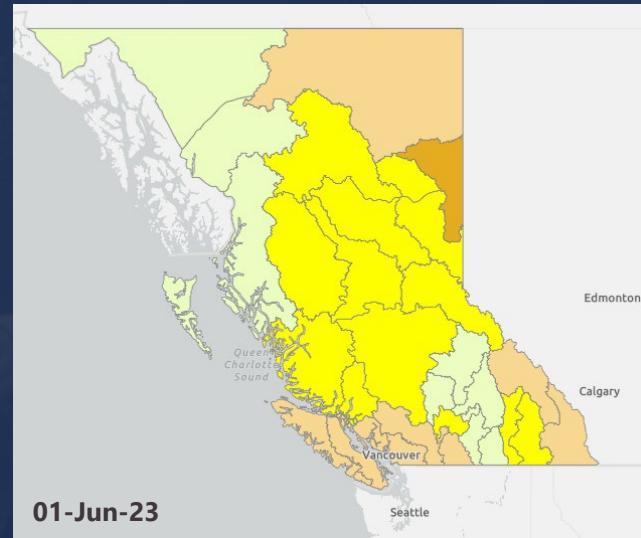 Edmonton
Queen
Charlotte
Sound
Calgary
Vancouver
Seattle
01-Jun-23